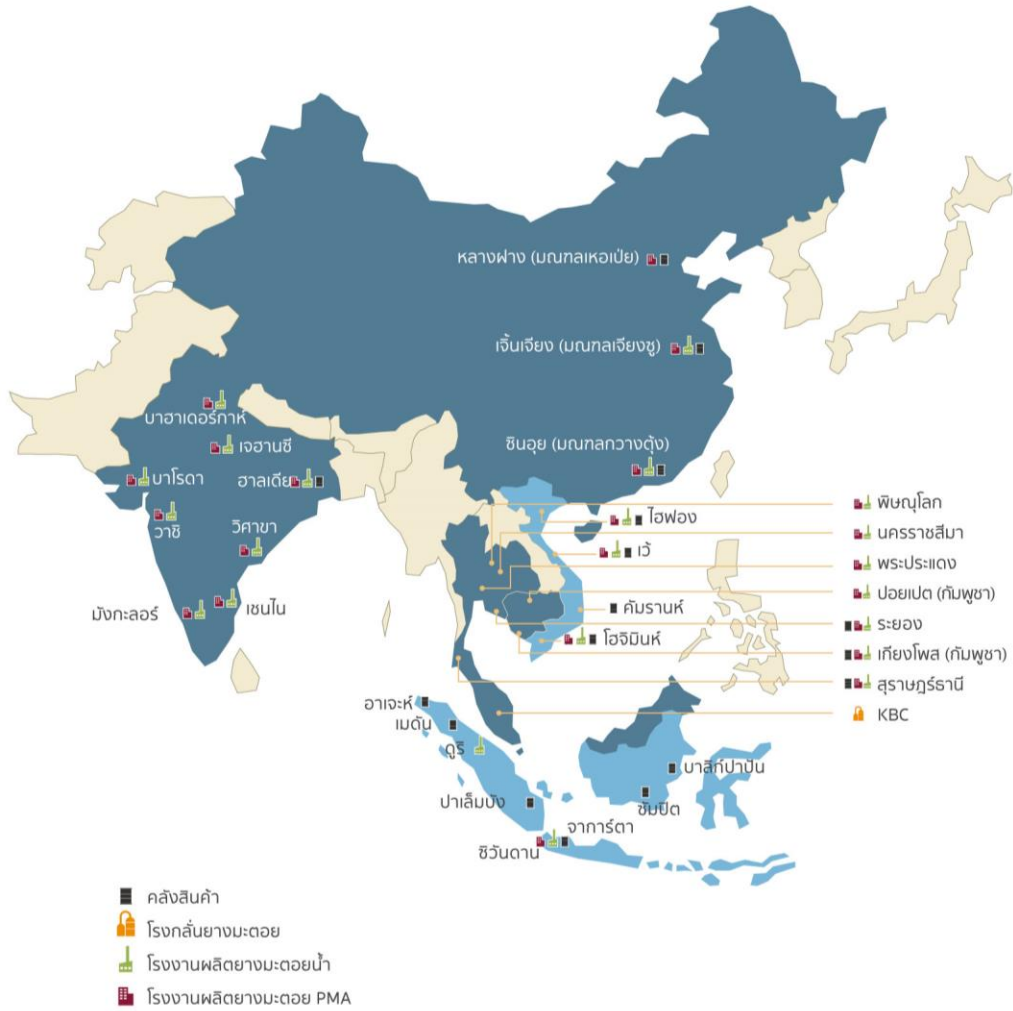 หลางฝาง (มณฑลเหอเป่ย)
เจิ้นเจียง (มณฑลเจียงซู)
บาฮาเดอร์กาห์
เจฮานซี
ซินฮุย (มณฑลกวางตุ้ง)
บาโรดา
ฮาลเดีย
วาชิ
วิศาขา
มังกะลอร์
เชนไน
ไฮฟอง
เว้
คัมรานห์
โฮจิมินห์
พิษณุโลก
นครราชสีมา
พระประแดง
ปอยเปต (กัมพูชา)
ระยอง
เกียงโพส (กัมพูชา)
สุราษฎร์ธานี
KBC
อาเจะห์
เมดัน
ดูริ
ปาเล็มบัง
บาลิก์ปาปัน
ซัมปิต
จาการ์ตา
ซิวันดาน
คลังสินค้า
โรงกลั่นยางมะตอย
โรงงานผลิตยางมะตอยน้ำ
โรงงานผลิตยางมะตอย PMA